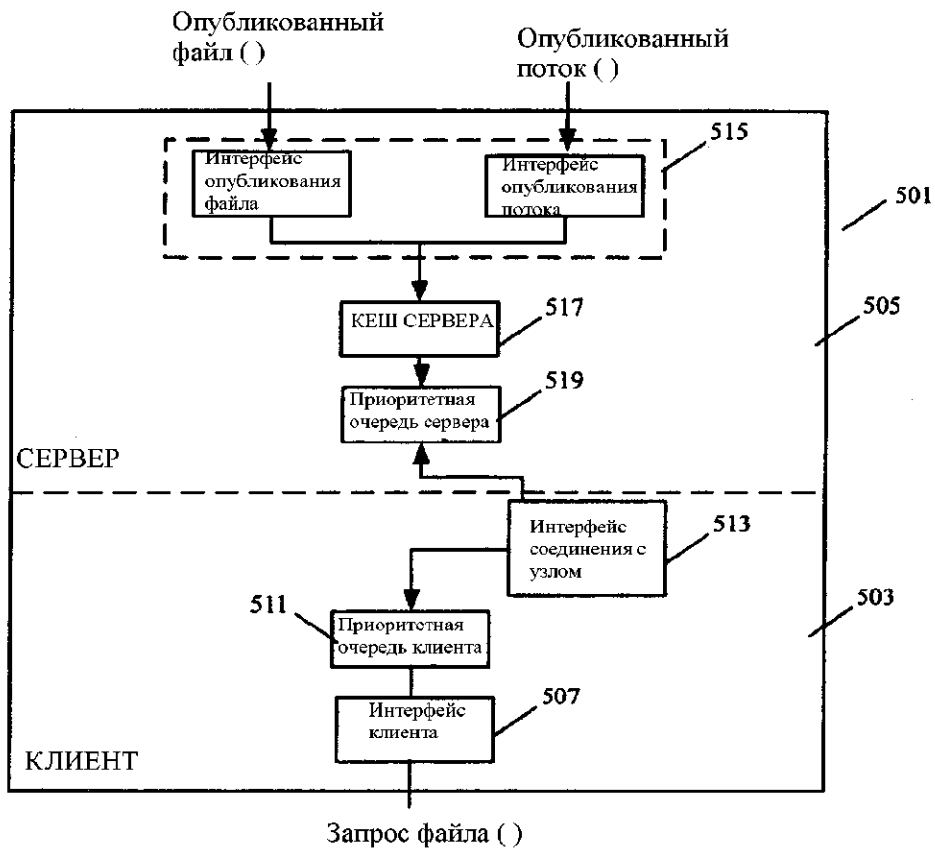 Опубликованный
файл ( )
Опубликованный
поток ( )
515
Интерфейс
опубликования
файла
Интерфейс
опубликования
потока
501
505
КЕШ СЕРВЕРА
517
519
Приоритетная
очередь сервера
СЕРВЕР
Интерфейс
соединения с
узлом
513
503
511
Приоритетная
очередь клиента
507
Интерфейс
клиента
КЛИЕНТ
Запрос файла ( )